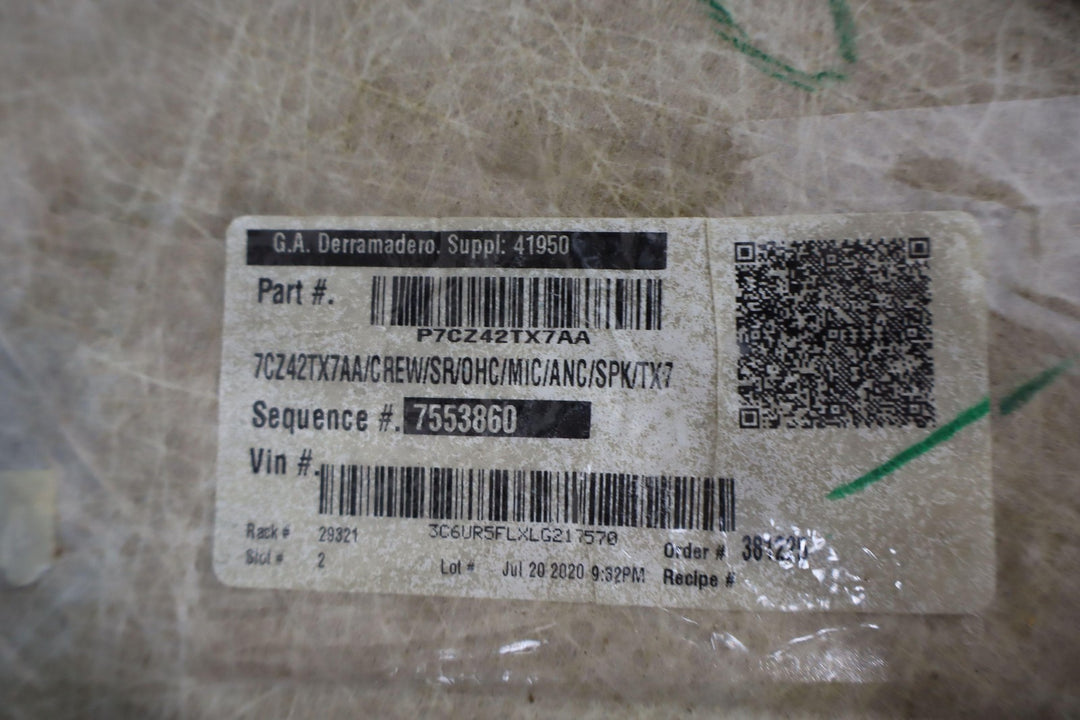 G.A. Derramadero. Suppl: 41950
Part #.
P7CZ42TX7AA
7CZ42TX7AA/CREW/SR/OHC/MIC/ANC/SPK/TX7
Sequence #. 7553860
Vin #.
3C6UR5FLXLG217570
Rack # 29321
Order #
Slot # 2
Lot # Jul 20 2020 9:32PM
Recipe #